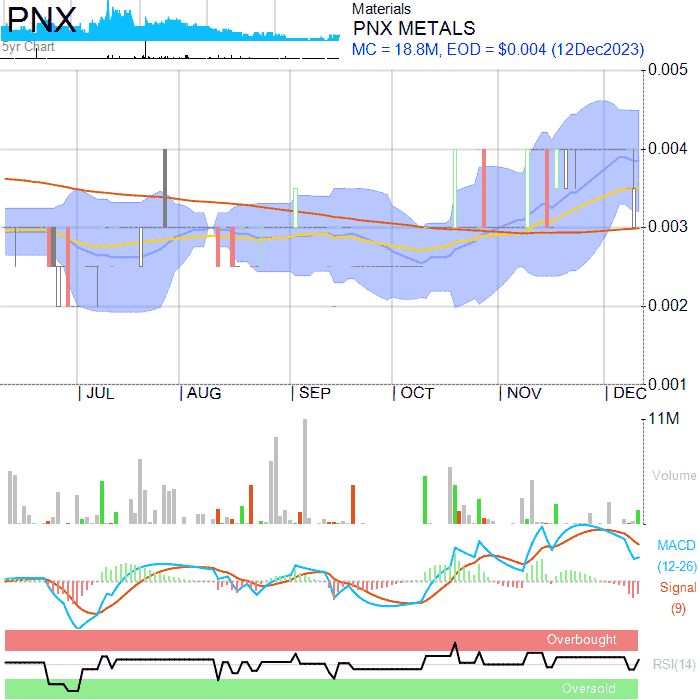 PNX
5yr Chart
Materials
PNX METALS
MC = 18.8M, EOD = $0.004 (12Dec2023)
0.005
0.004
0.003
0.002
0.001
| JUL | AUG | SEP | OCT | NOV | DEC
11M
Volume
MACD
(12-26)
Signal
(9)
Overbought
RSI(14)
Oversold